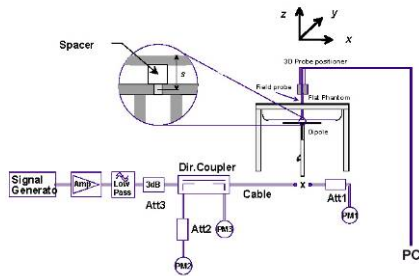 z
y
x
Spacer
s
3D Probe positioner
Field probe
Flat Phantom
Dipole
Signal
Generato
Amp
Low
Pass
3dB
Att3
Dir.Coupler
Cable
x
Att1
PM1
Att2
PM3
PM2
PC